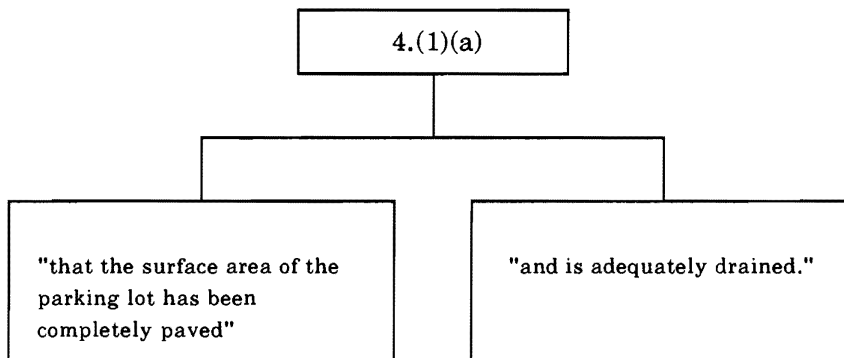 4.(1)(a)
"that the surface area of the
parking lot has been
completely paved"
"and is adequately drained."